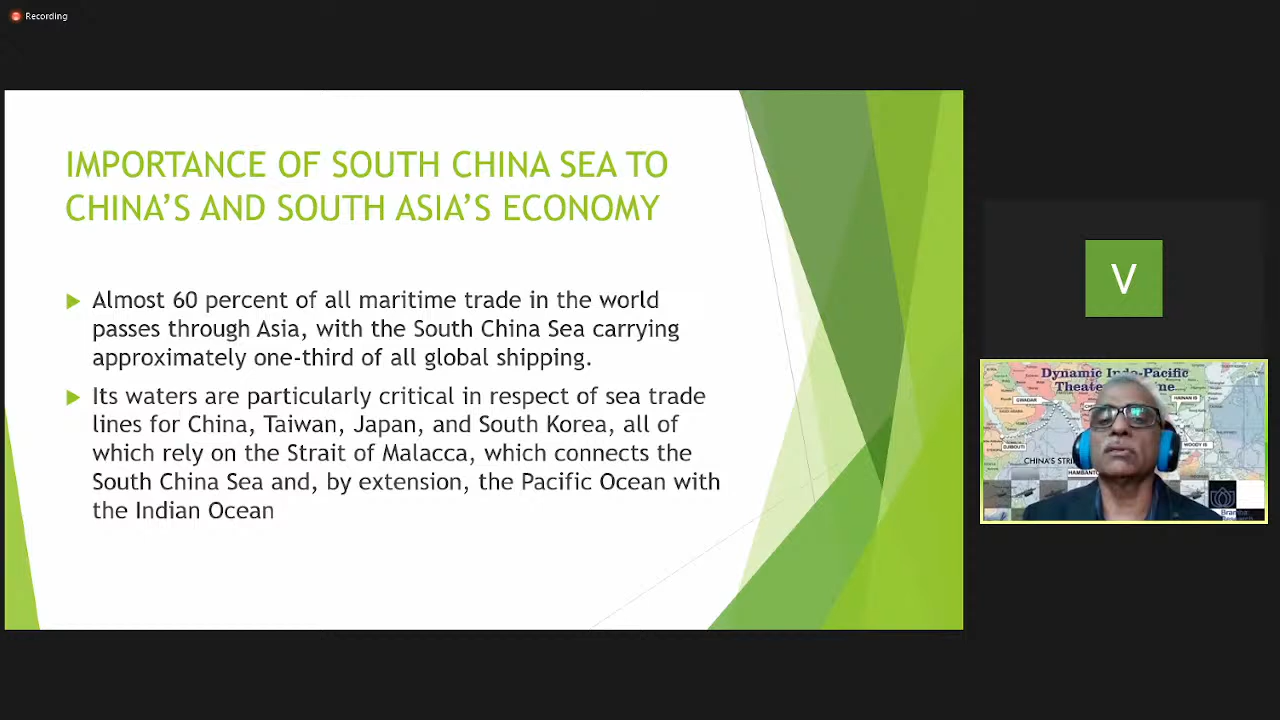 Recording
IMPORTANCE OF SOUTH CHINA SEA TO
CHINA'S AND SOUTH ASIA'S ECONOMY
Almost 60 percent of all maritime trade in the world
passes through Asia, with the South China Sea carrying
approximately one-third of all global shipping.
Its waters are particularly critical in respect of sea trade
lines for China, Taiwan, Japan, and South Korea, all of
which rely on the Strait of Malacca, which connects the
South China Sea and, by extension, the Pacific Ocean with
the Indian Ocean
V
Dynamic Indo-Pacific
GWADAR
HAINAN IS
DJIBOUTI
WOODY IS
CHINA'S